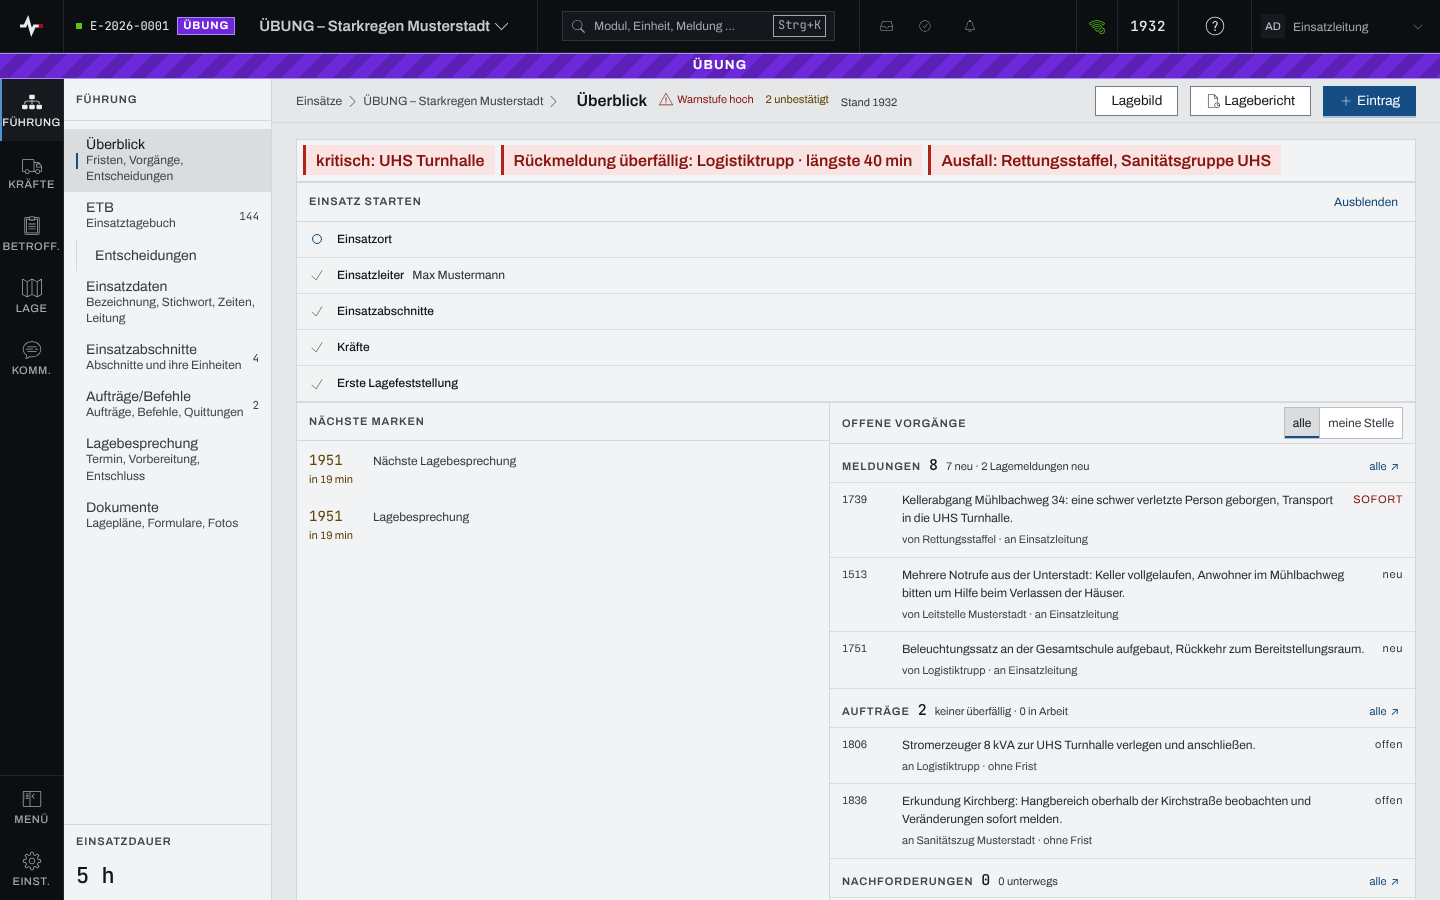 E-2026-0001 ÜBUNG ÜBUNG – Starkregen Musterstadt Modul, Einheit, Meldung ... Strg+K 1932 AD Einsatzleitung
ÜBUNG
FÜHRUNG
KRÄFTE
BETROFF.
LAGE
KOMM.
MENÜ
EINST.
FÜHRUNG
Überblick
Fristen, Vorgänge,
Entscheidungen
ETB
Einsatztagebuch 144
Entscheidungen
Einsatzdaten
Bezeichnung, Stichwort, Zeiten,
Leitung
Einsatzabschnitte
Abschnitte und ihre Einheiten 4
Aufträge/Befehle
Aufträge, Befehle, Quittungen 2
Lagebesprechung
Termin, Vorbereitung,
Entschluss
Dokumente
Lagepläne, Formulare, Fotos
EINSATZDAUER
5 h
Einsätze ÜBUNG – Starkregen Musterstadt Überblick Warnstufe hoch 2 unbestätigt Stand 1932 Lagebild Lagebericht + Eintrag
kritisch: UHS Turnhalle Rückmeldung überfällig: Logistiktrupp · längste 40 min Ausfall: Rettungsstaffel, Sanitätsgruppe UHS
EINSATZ STARTEN Ausblenden
Einsatzort
Einsatzleiter Max Mustermann
Einsatzabschnitte
Kräfte
Erste Lagefeststellung
NÄCHSTE MARKEN
1951 Nächste Lagebesprechung
in 19 min
1951 Lagebesprechung
in 19 min
OFFENE VORGÄNGE alle meine Stelle
MELDUNGEN 8 7 neu · 2 Lagemeldungen neu alle ↗
1739 Kellerabgang Mühlbachweg 34: eine schwer verletzte Person geborgen, Transport SOFORT
in die UHS Turnhalle.
von Rettungsstaffel · an Einsatzleitung
1513 Mehrere Notrufe aus der Unterstadt: Keller vollgelaufen, Anwohner im Mühlbachweg neu
bitten um Hilfe beim Verlassen der Häuser.
von Leitstelle Musterstadt · an Einsatzleitung
1751 Beleuchtungssatz an der Gesamtschule aufgebaut, Rückkehr zum Bereitstellungsraum. neu
von Logistiktrupp · an Einsatzleitung
AUFTRÄGE 2 keiner überfällig · 0 in Arbeit alle ↗
1806 Stromerzeuger 8 kVA zur UHS Turnhalle verlegen und anschließen. offen
an Logistiktrupp · ohne Frist
1836 Erkundung Kirchberg: Hangbereich oberhalb der Kirchstraße beobachten und offen
Veränderungen sofort melden.
an Sanitätszug Musterstadt · ohne Frist
NACHFORDERUNGEN 0 0 unterwegs alle ↗